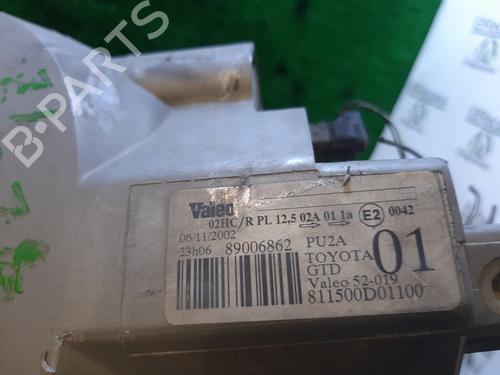 B-PARTS
Valeo
02HC/R PL 12,5 02A 01 1a E2 0042
06/11/2002
23h06 89006862 PU2A
TOYOTA 01
GTD
Valeo 52-019
811500D01100